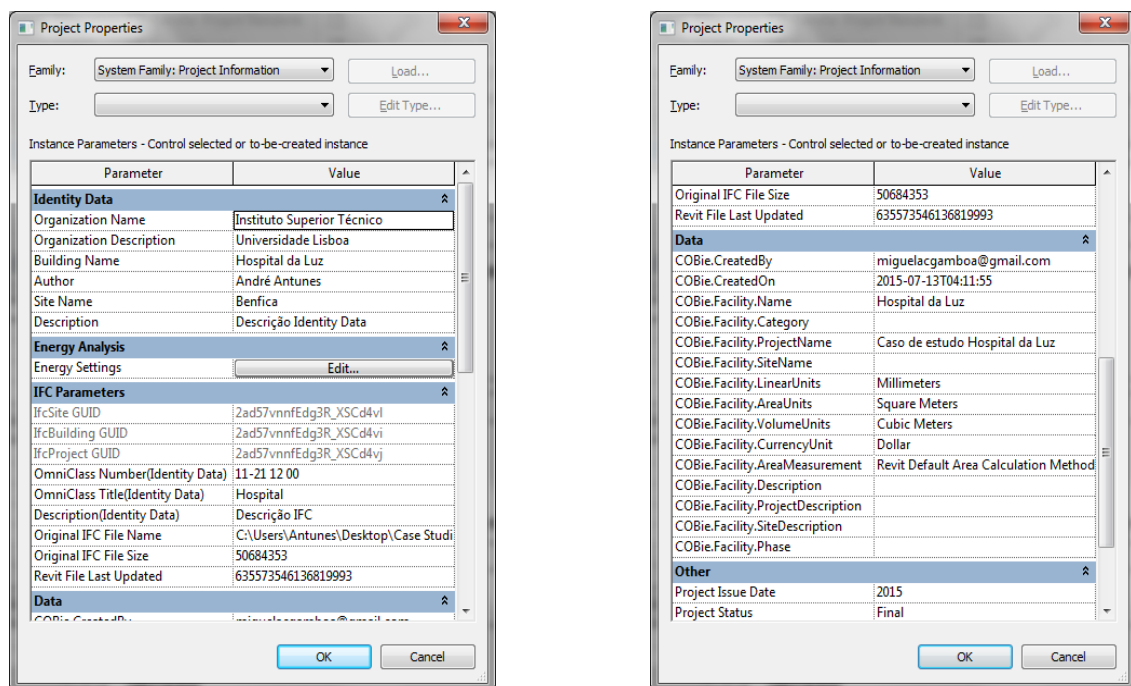 Project Properties
Family: System Family: Project Information Load...
Type: Edit Type...
Instance Parameters - Control selected or to-be-created instance
Parameter Value
Identity Data
Organization Name Instituto Superior Técnico
Organization Description Universidade Lisboa
Building Name Hospital da Luz
Author André Antunes
Site Name Benfica
Description Descrição Identity Data
Energy Analysis
Energy Settings Edit...
IFC Parameters
IfcSite GUID 2ad57vnnfEdg3R_XSCd4vl
IfcBuilding GUID 2ad57vnnfEdg3R_XSCd4vi
IfcProject GUID 2ad57vnnfEdg3R_XSCd4vj
OmniClass Number(Identity Data) 11-21 12 00
OmniClass Title(Identity Data) Hospital
Description(Identity Data) Descrição IFC
Original IFC File Name C:\Users\Antunes\Desktop\Case Studi
Original IFC File Size 50684353
Revit File Last Updated 635573546136819993
Data
COBie.CreatedBy miguelacgamboa@gmail.com
OK Cancel
Project Properties
Family: System Family: Project Information Load...
Type: Edit Type...
Instance Parameters - Control selected or to-be-created instance
Parameter Value
Original IFC File Size 50684353
Revit File Last Updated 635573546136819993
Data
COBie.CreatedBy miguelacgamboa@gmail.com
COBie.CreatedOn 2015-07-13T04:11:55
COBie.Facility.Name Hospital da Luz
COBie.Facility.Category
COBie.Facility.ProjectName Caso de estudo Hospital da Luz
COBie.Facility.SiteName
COBie.Facility.LinearUnits Millimeters
COBie.Facility.AreaUnits Square Meters
COBie.Facility.VolumeUnits Cubic Meters
COBie.Facility.CurrencyUnit Dollar
COBie.Facility.AreaMeasurement Revit Default Area Calculation Method
COBie.Facility.Description
COBie.Facility.ProjectDescription
COBie.Facility.SiteDescription
COBie.Facility.Phase
Other
Project Issue Date 2015
Project Status Final
OK Cancel